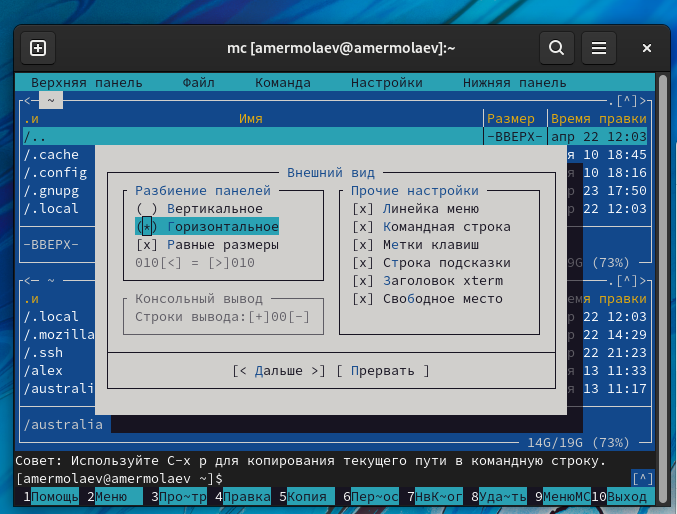 mc [amermolaev@amermolaev]:~
Верхняя панель Файл Команда Настройки Нижняя панель
<─ ~ .[^]>
.и Имя Размер Время правки
/.. -ВВЕРХ- апр 22 12:03
/.cache я 10 18:45
/.config я 10 18:16
/.gnupg р 23 17:50
/.local р 22 12:03
-ВВЕРХ-
9G (73%)
Внешний вид
Разбиение панелей
( ) Вертикальное
(*) Горизонтальное
[x] Равные размеры
010[<] = [>]010
Консольный вывод
Строки вывода:[+]00[-]
Прочие настройки
[x] Линейка меню
[x] Командная строка
[x] Метки клавиш
[x] Строка подсказки
[x] Заголовок xterm
[x] Свободное место
[< Дальше >] [ Прервать ]
<─ ~ .[^]>
.и емя правки
/.local р 22 12:03
/.mozilla р 22 14:29
/.ssh р 22 21:23
/alex я 13 11:33
/australi я 13 11:17
/australia
14G/19G (73%)
Совет: Используйте C-x p для копирования текущего пути в командную строку.
[amermolaev@amermolaev ~]$ [^]
1Помощь 2Меню 3Про~тр 4Правка 5Копия 6Пер~ос 7НвК~ог 8Уда~ть 9МенюMC 10Выход